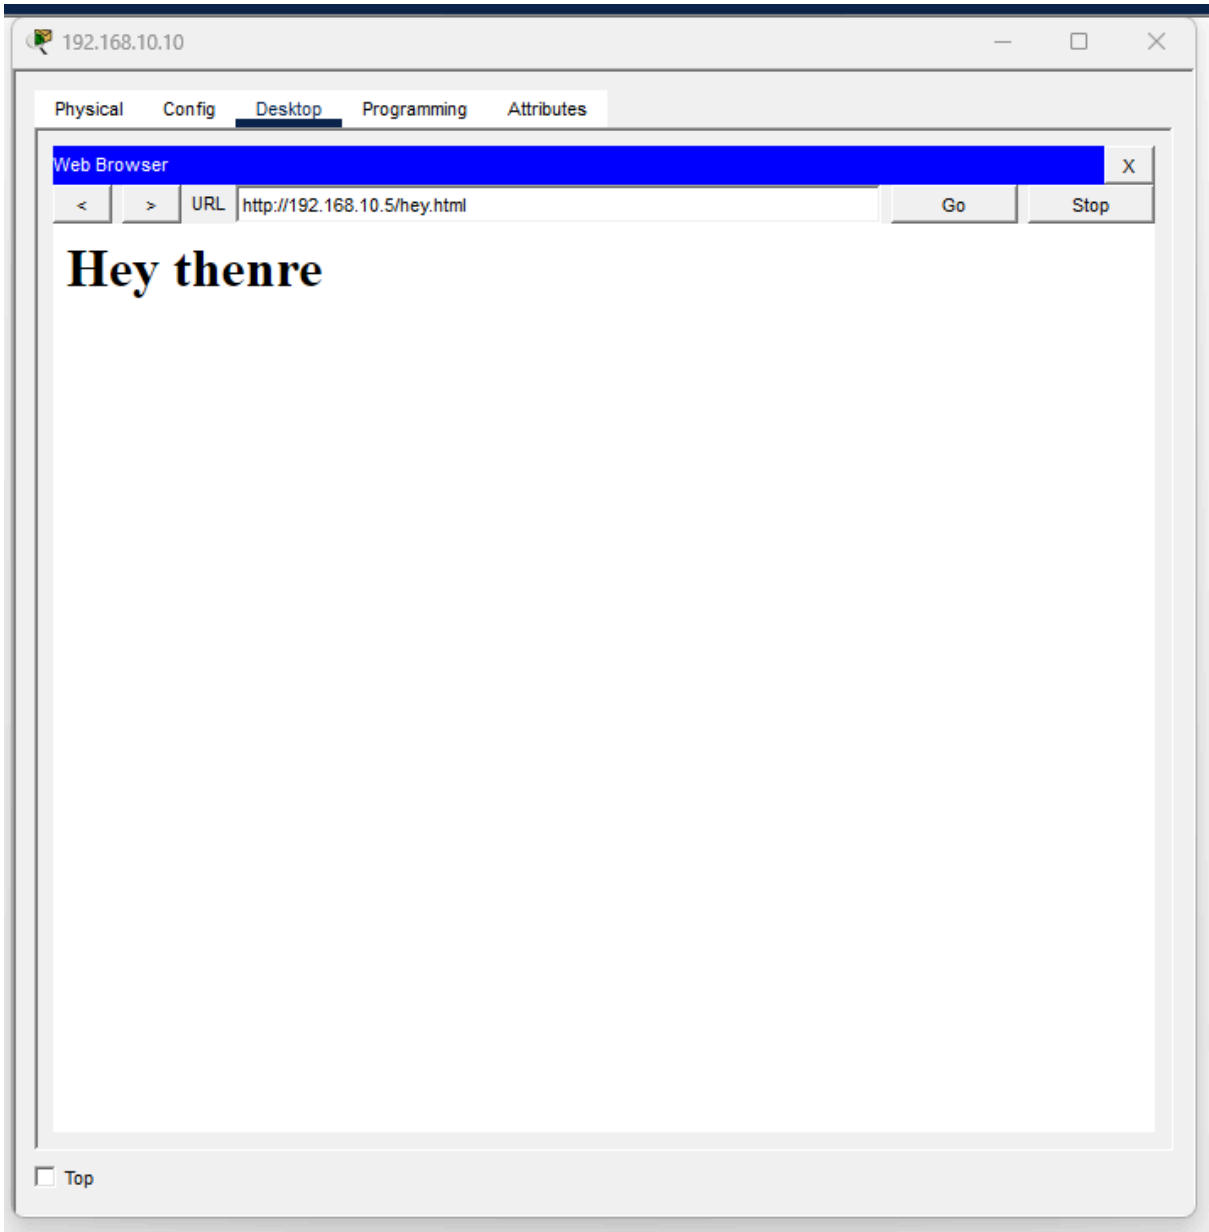 192.168.10.10
Physical Config Desktop Programming Attributes
Web Browser X
< > URL http://192.168.10.5/hey.html Go Stop
Hey thenre
Top